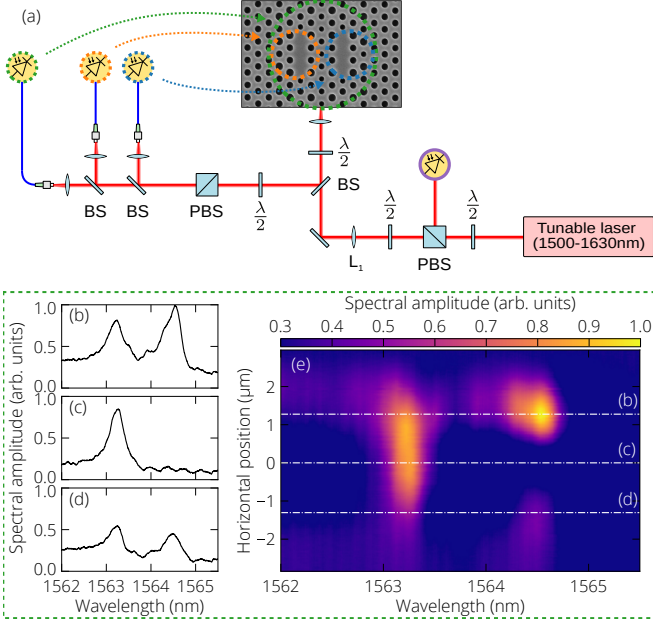 (a)
λ
2
BS
BS
BS
PBS
λ
2
λ
2
λ
2
L₁
PBS
Tunable laser
(1500-1630nm)
Spectral amplitude (arb. units)
(b)
1.0
0.5
0.0
(c)
1.0
0.5
0.0
(d)
1.0
0.5
0.0
1562 1563 1564 1565
Wavelength (nm)
Spectral amplitude (arb. units)
0.3 0.4 0.5 0.6 0.7 0.8 0.9 1.0
(e)
Horizontal position (μm)
2
1
0
−1
−2
(b)
(c)
(d)
1562 1563 1564 1565
Wavelength (nm)